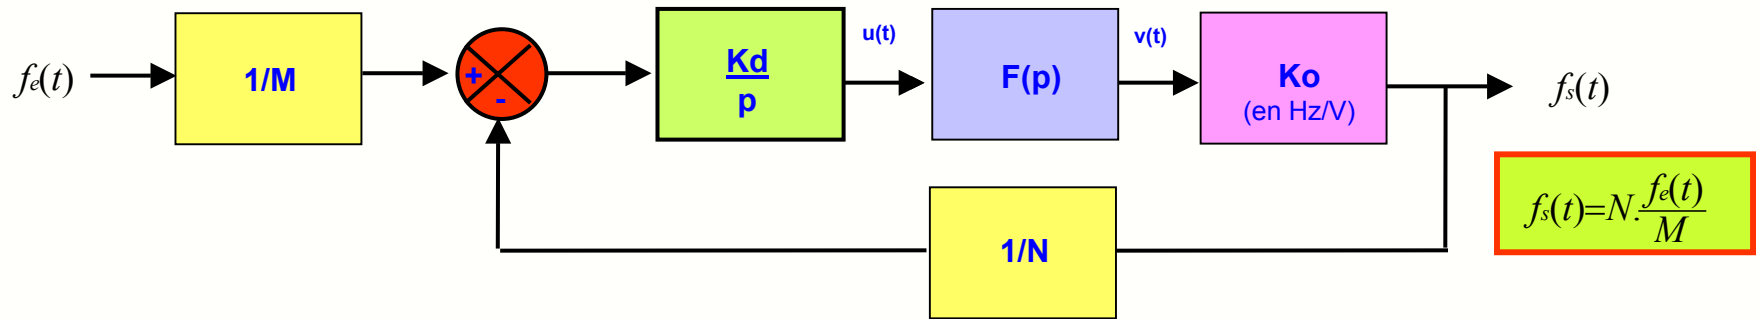 fe(t)
1/M
+
-
Kd
p
u(t)
F(p)
v(t)
Ko
(en Hz/V)
fs(t)
1/N
fs(t)=N.fe(t)
M